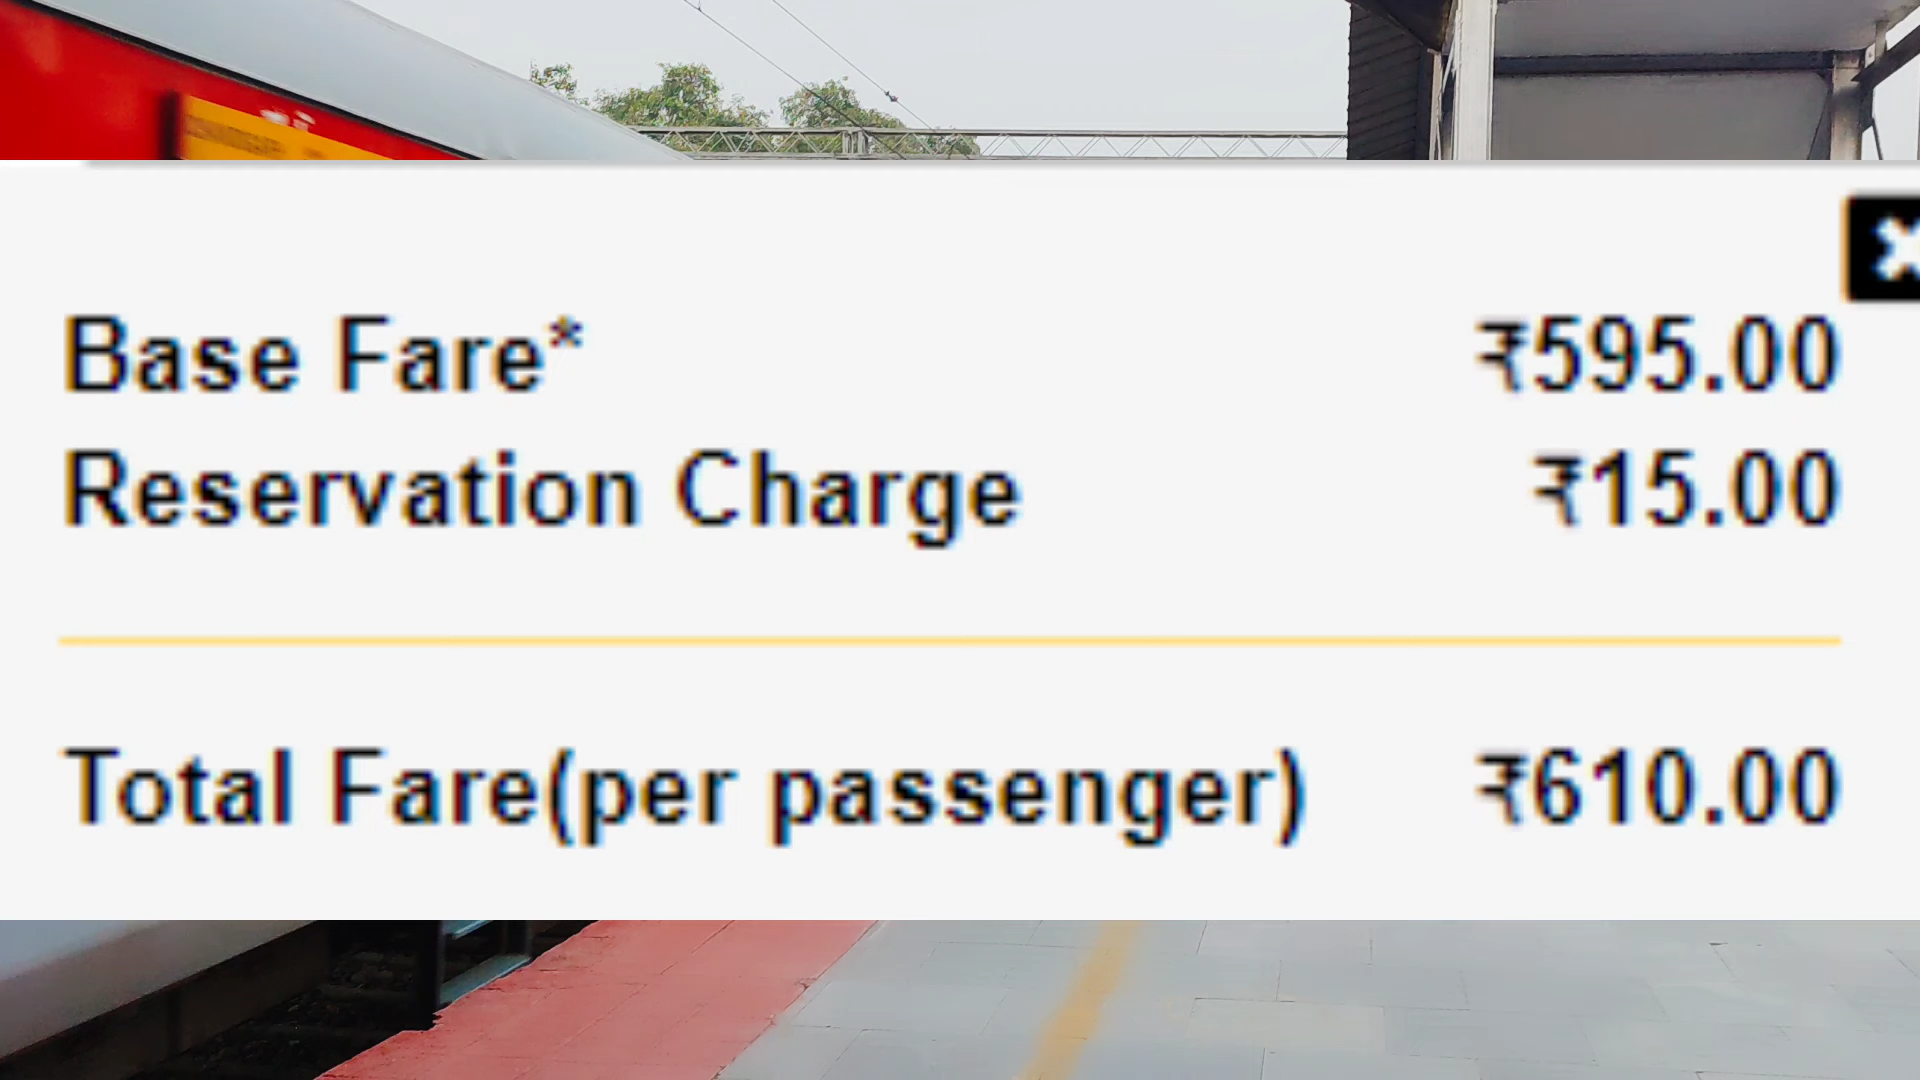 Base Fare* ₹595.00
Reservation Charge ₹15.00
Total Fare(per passenger) ₹610.00